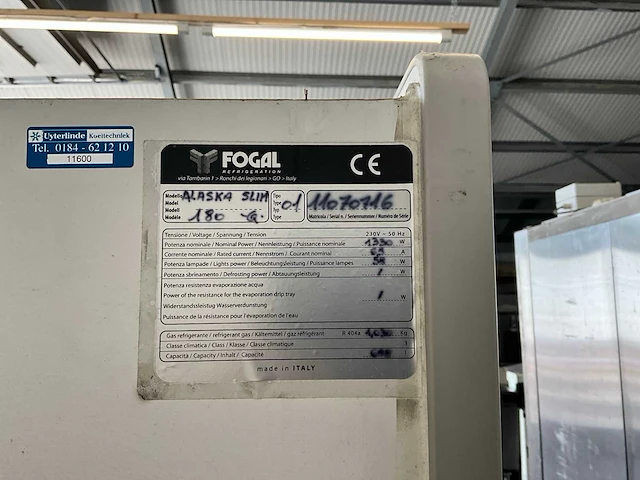 Uyterlinde Koeltechniek
Tel. 0184 - 62 12 10
11600
FOGAL
REFRIGERATION
via Tambarin 1 > Ronchi dei legionari > GO > Italy
CE
Modello ALASKA SLIM Tipo
Model Type
Modell 180 G. Typ 01 11070716
Modèle Type Matricola / Serial n. / Seriennummer / Numéro de Série
Tensione / Voltage / Spannung / Tension 230V ~ 50 Hz
Potenza nominale / Nominal Power / Nennleistung / Puissance nominale 1330 W
Corrente nominale / Rated current / Nennstrom / Courant nominal A
Potenza lampade / Lights power / Beleuchtungsleistung / Puissance lampes W
Potenza sbrinamento / Defrosting power / Abtauungsleistung / W
Potenza resistenza evaporazione acqua
Power of the resistance for the evaporation drip tray / W
Widerstandsleistug Wasserverdunstung
Puissance de la résistance pour l'évaporation de l'eau
Gas refrigerante / refrigerant gas / Kältemittel / gaz refrigérant R 404a Kg
Classe climatica / Class / Klasse / Classe climatique 3
Capacità / Capacity / Inhalt / Capacité l
made in ITALY